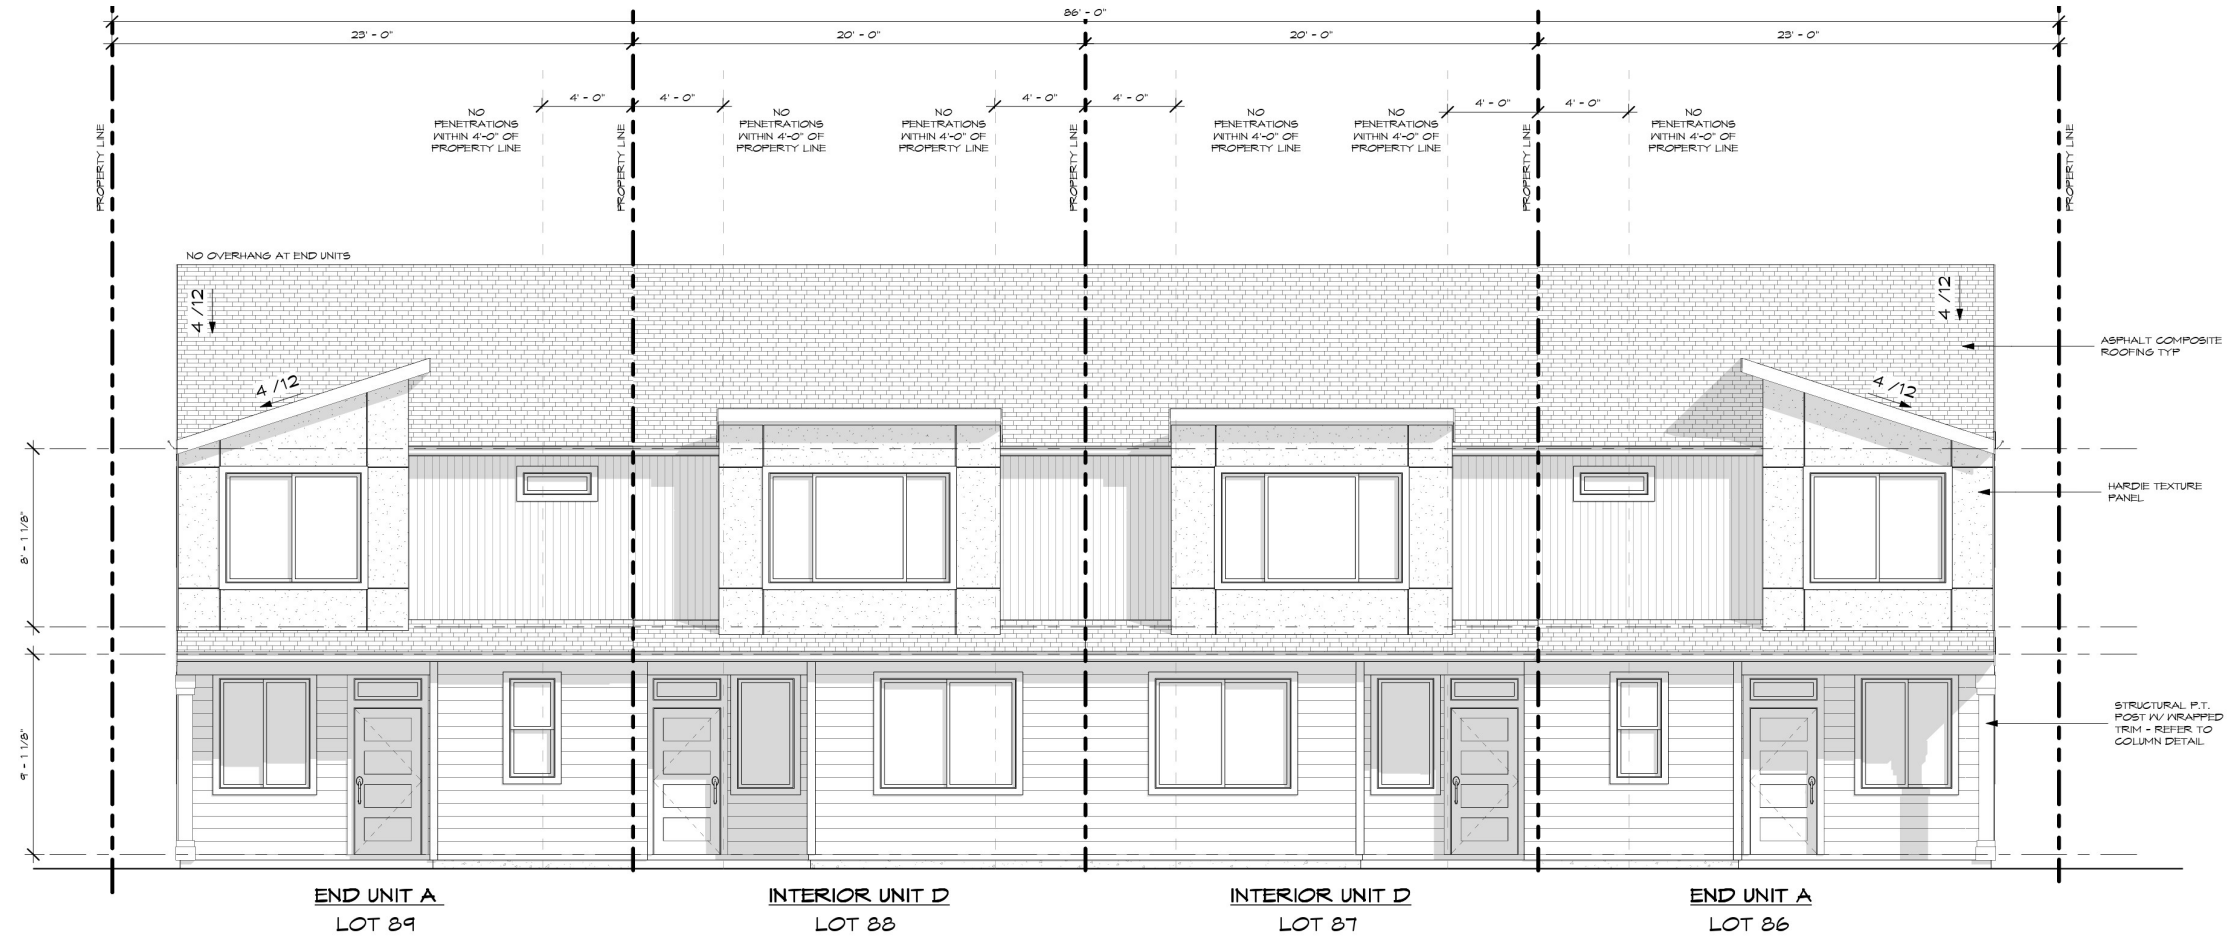 86' - 0"
23' - 0"
20' - 0"
20' - 0"
23' - 0"
4' - 0"
4' - 0"
4' - 0"
4' - 0"
4' - 0"
4' - 0"
NO
PENETRATIONS
WITHIN 4'-0" OF
PROPERTY LINE
NO
PENETRATIONS
WITHIN 4'-0" OF
PROPERTY LINE
NO
PENETRATIONS
WITHIN 4'-0" OF
PROPERTY LINE
NO
PENETRATIONS
WITHIN 4'-0" OF
PROPERTY LINE
NO
PENETRATIONS
WITHIN 4'-0" OF
PROPERTY LINE
NO
PENETRATIONS
WITHIN 4'-0" OF
PROPERTY LINE
PROPERTY LINE
PROPERTY LINE
PROPERTY LINE
PROPERTY LINE
PROPERTY LINE
NO OVERHANG AT END UNITS
4 /12
4 /12
4 /12
4 /12
ASPHALT COMPOSITE
ROOFING TYP
HARDIE TEXTURE
PANEL
8' - 1 1/8"
9' - 1 1/8"
STRUCTURAL P.T.
POST W/ WRAPPED
TRIM - REFER TO
COLUMN DETAIL
END UNIT A
LOT 89
INTERIOR UNIT D
LOT 88
INTERIOR UNIT D
LOT 87
END UNIT A
LOT 86